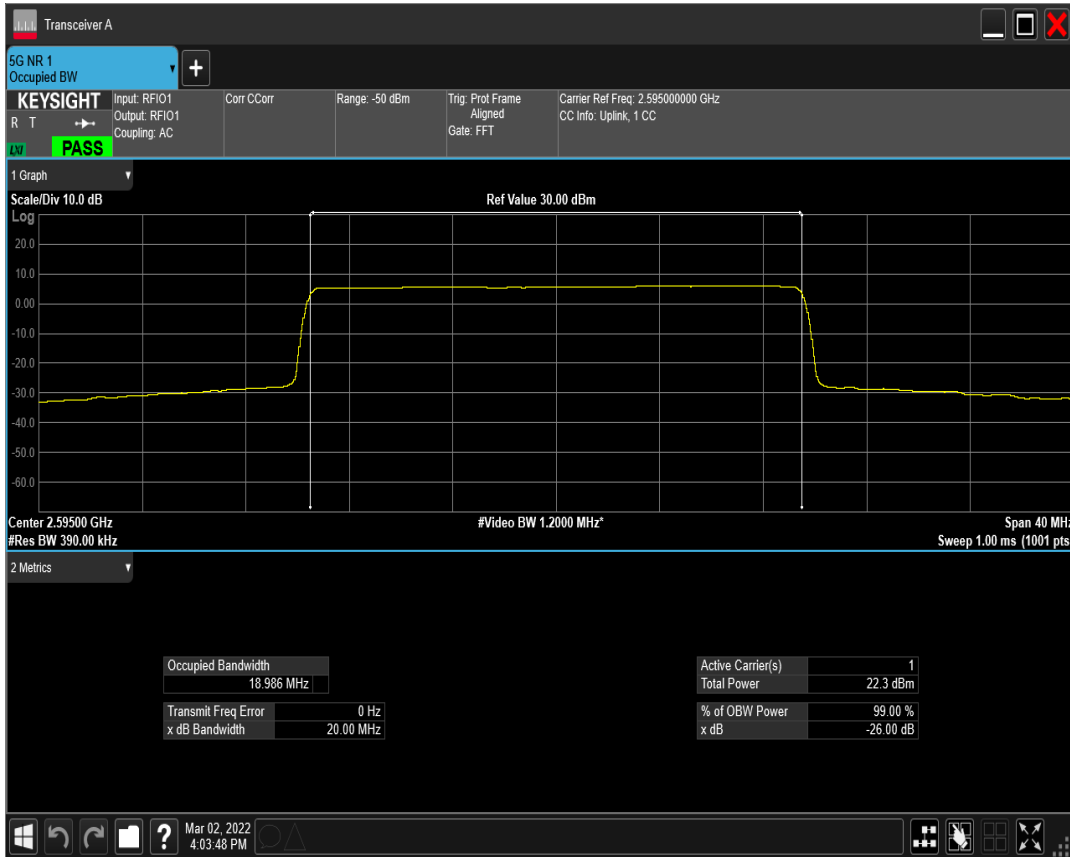 Transceiver A
5G NR 1
Occupied BW
KEYSIGHT
R T
LXI
PASS
Input: RFIO1
Output: RFIO1
Coupling: AC
Corr CCorr
Range: -50 dBm
Trig: Prot Frame
Aligned
Gate: FFT
Carrier Ref Freq: 2.595000000 GHz
CC Info: Uplink, 1 CC
1 Graph
Scale/Div 10.0 dB
Ref Value 30.00 dBm
Log
20.0
10.0
0.00
-10.0
-20.0
-30.0
-40.0
-50.0
-60.0
Center 2.59500 GHz
#Video BW 1.2000 MHz*
Span 40 MHz
#Res BW 390.00 kHz
Sweep 1.00 ms (1001 pts
2 Metrics
Occupied Bandwidth
18.986 MHz
Transmit Freq Error 0 Hz
x dB Bandwidth 20.00 MHz
Active Carrier(s) 1
Total Power 22.3 dBm
% of OBW Power 99.00 %
x dB -26.00 dB
?
Mar 02, 2022
4:03:48 PM